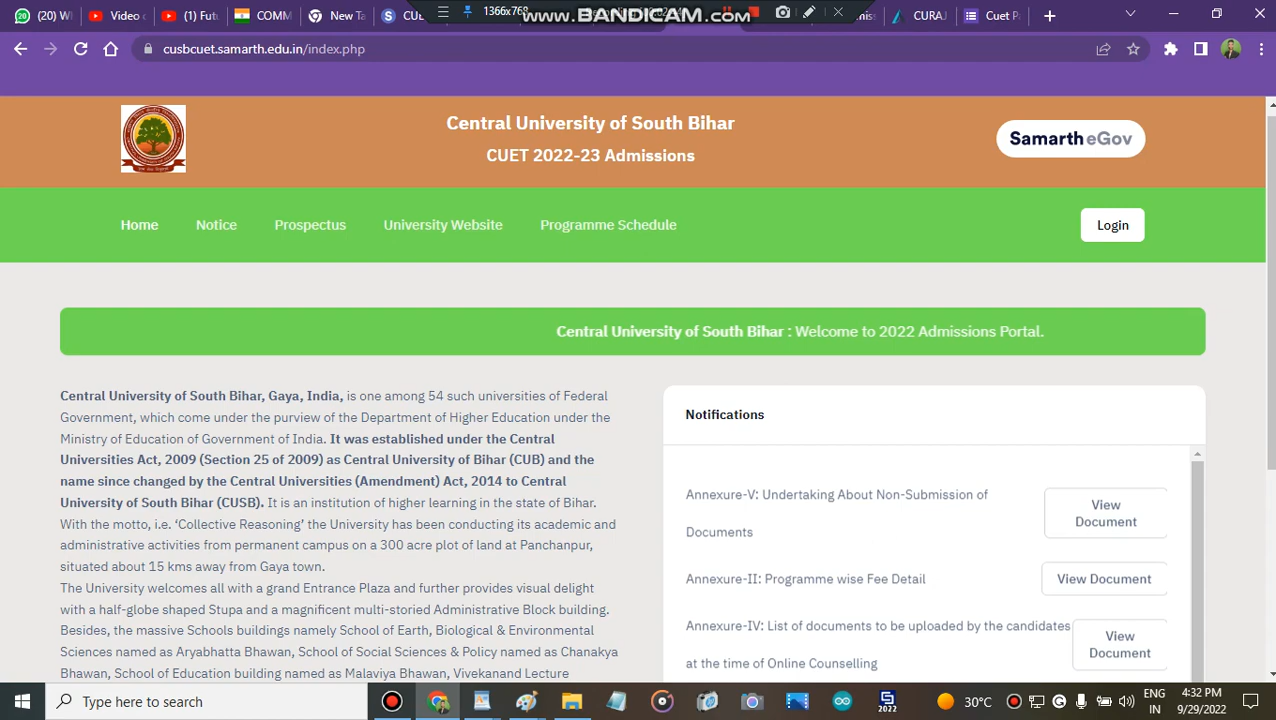 (20) W
Video c
(1) Futu
COMM
New Ta
CUE
1366x768
www.BANDICAM.com
CURAJ
Cuet P
cusbcuet.samarth.edu.in/index.php
Central University of South Bihar
CUET 2022-23 Admissions
Samarth eGov
Home Notice Prospectus University Website Programme Schedule Login
Central University of South Bihar : Welcome to 2022 Admissions Portal.
Central University of South Bihar, Gaya, India, is one among 54 such universities of Federal
Government, which come under the purview of the Department of Higher Education under the
Ministry of Education of Government of India. It was established under the Central
Universities Act, 2009 (Section 25 of 2009) as Central University of Bihar (CUB) and the
name since changed by the Central Universities (Amendment) Act, 2014 to Central
University of South Bihar (CUSB). It is an institution of higher learning in the state of Bihar.
With the motto, i.e. ‘Collective Reasoning’ the University has been conducting its academic and
administrative activities from permanent campus on a 300 acre plot of land at Panchanpur,
situated about 15 kms away from Gaya town.
The University welcomes all with a grand Entrance Plaza and further provides visual delight
with a half-globe shaped Stupa and a magnificent multi-storied Administrative Block building.
Besides, the massive Schools buildings namely School of Earth, Biological & Environmental
Sciences named as Aryabhatta Bhawan, School of Social Sciences & Policy named as Chanakya
Bhawan, School of Education building named as Malaviya Bhawan, Vivekanand Lecture
Notifications
Annexure-V: Undertaking About Non-Submission of
Documents
View
Document
Annexure-II: Programme wise Fee Detail
View Document
Annexure-IV: List of documents to be uploaded by the candidates
at the time of Online Counselling
View
Document
Type here to search
2022
30°C
ENG
IN
4:32 PM
9/29/2022